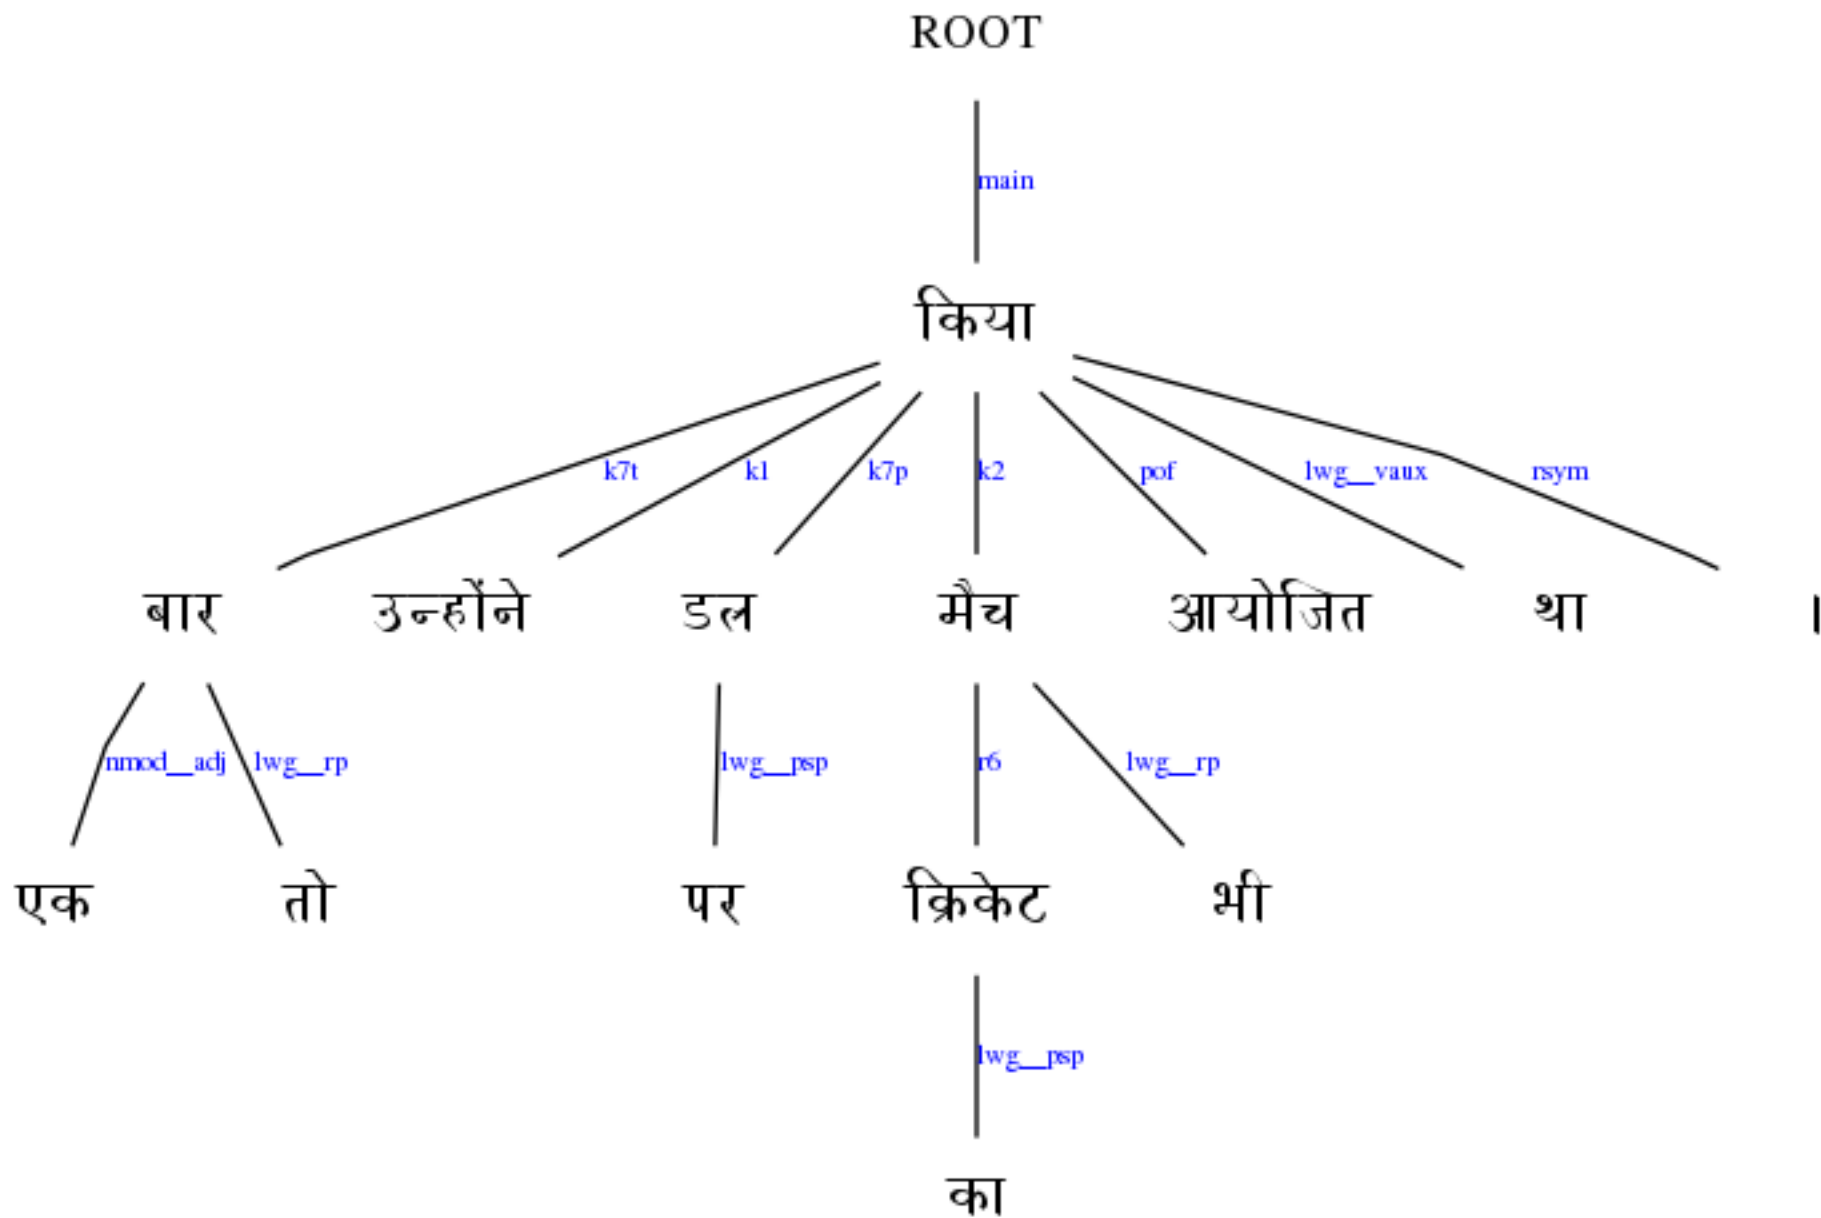 ROOT
main
किया
k7t k1 k7p k2 pof lwg__vaux rsym
बार उन्होंने डल मैच आयोजित था ।
nmod__adj lwg__rp lwg__psp r6 lwg__rp
एक तो पर क्रिकेट भी
lwg__psp
का